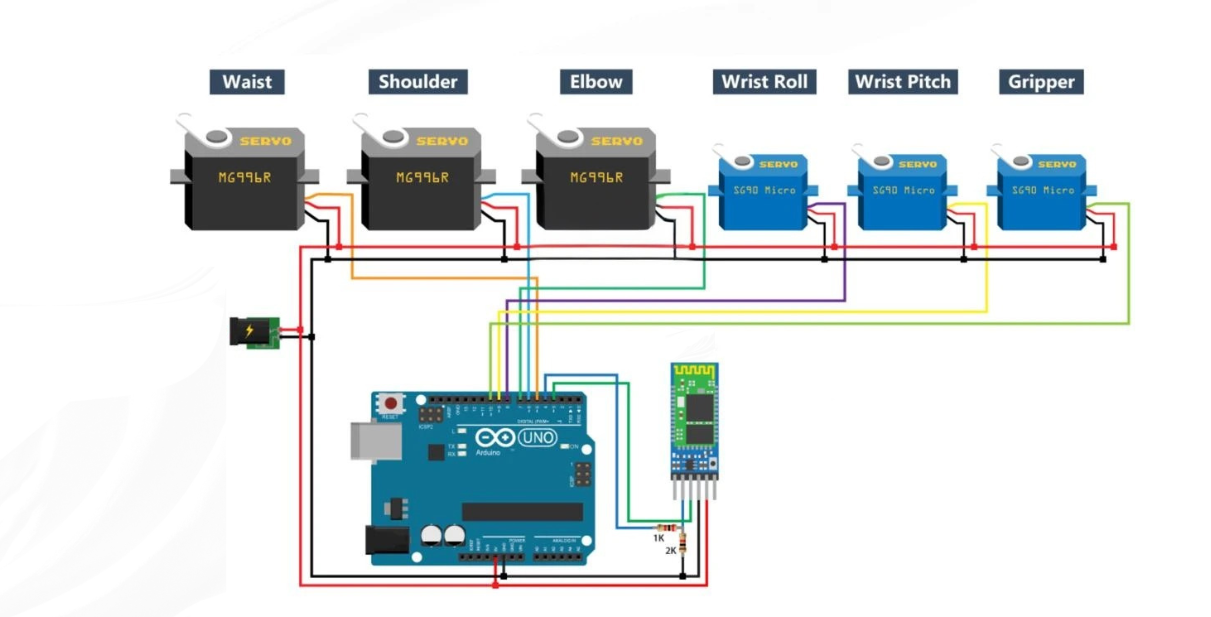 Waist
Shoulder
Elbow
Wrist Roll
Wrist Pitch
Gripper
SERVO
SERVO
SERVO
SERVO
SERVO
SERVO
MG996R
MG996R
MG996R
SG90 Micro
SG90 Micro
SG90 Micro
RESET
ICSP2
DIGITAL (PWM~)
L
TX
RX
UNO
ON
Arduino
ICSP
1K
2K
POWER
ANALOG IN